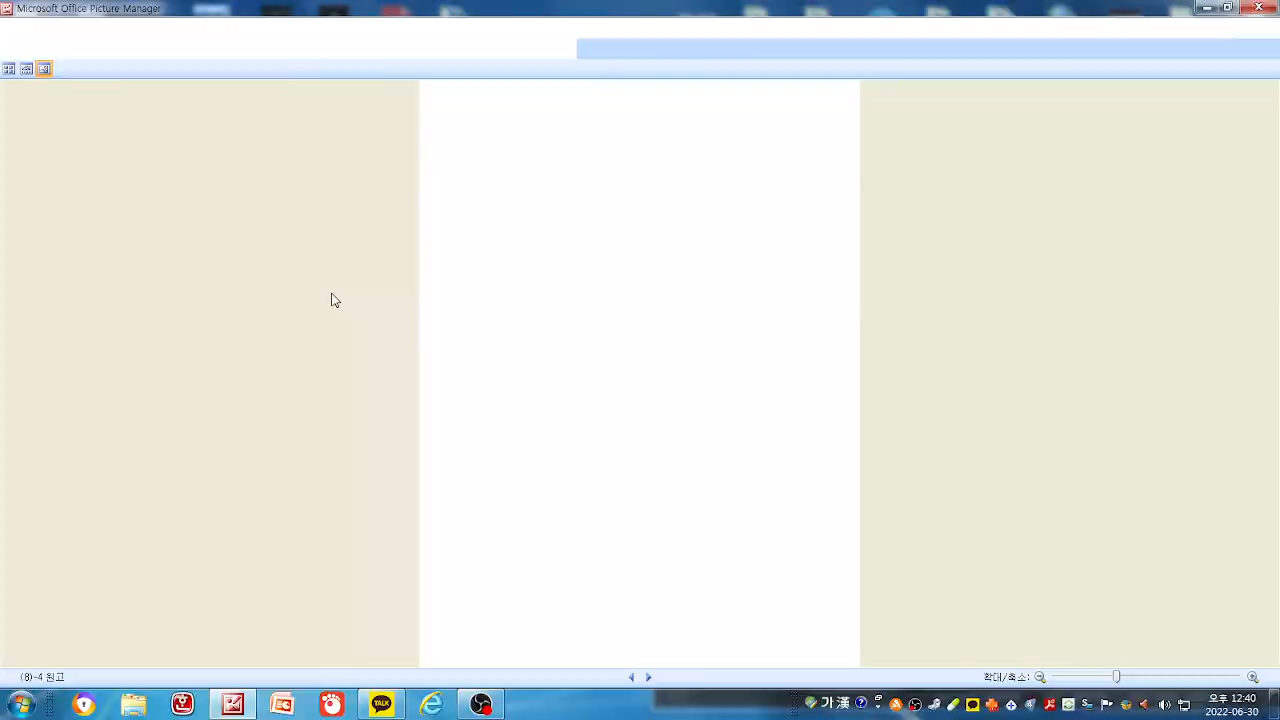 Microsoft Office Picture Manager
(8)-4 원고
확대/축소:
TALK
가 漢
오후 12:40
2022-06-30